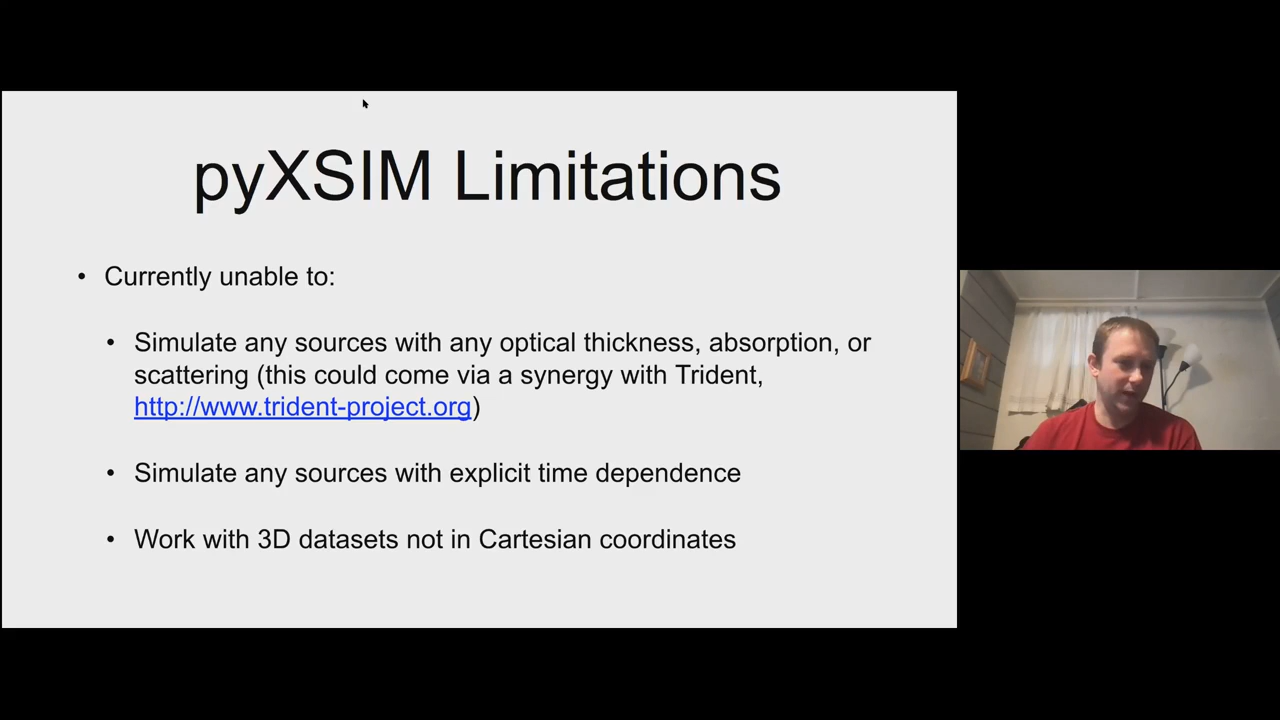 pyXSIM Limitations
• Currently unable to:
• Simulate any sources with any optical thickness, absorption, or
scattering (this could come via a synergy with Trident,
http://www.trident-project.org)
• Simulate any sources with explicit time dependence
• Work with 3D datasets not in Cartesian coordinates